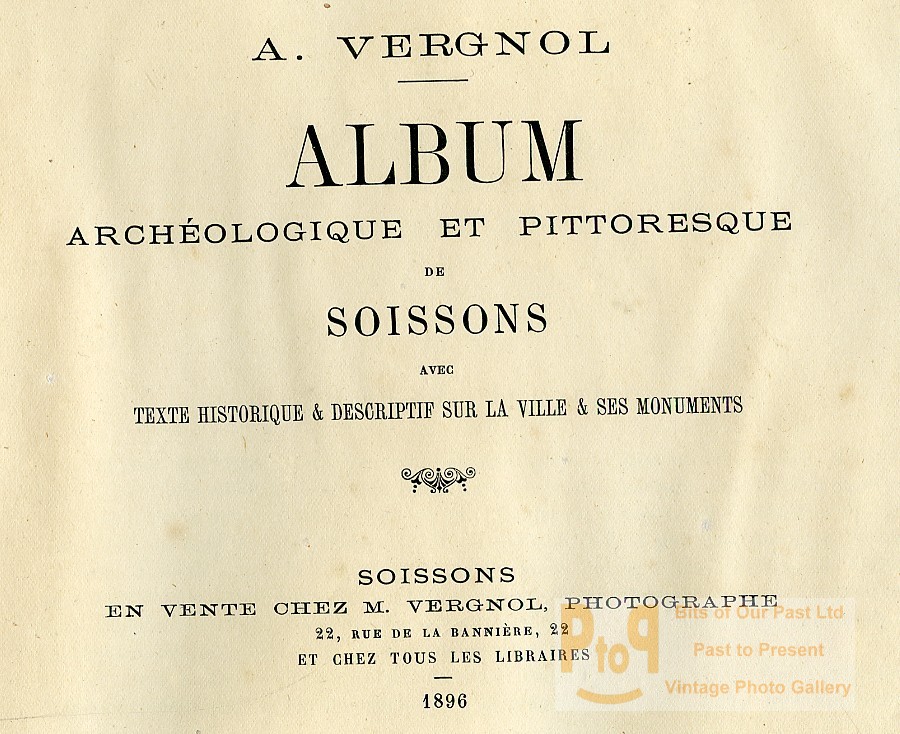 A. VERGNOL
ALBUM
ARCHÉOLOGIQUE ET PITTORESQUE
DE
SOISSONS
AVEC
TEXTE HISTORIQUE & DESCRIPTIF SUR LA VILLE & SES MONUMENTS
SOISSONS
EN VENTE CHEZ M. VERGNOL, PHOTOGRAPHE
22, RUE DE LA BANNIÈRE, 22
ET CHEZ TOUS LES LIBRAIRES
1896
PtoP
Bits of Our Past Ltd
Past to Present
Vintage Photo Gallery